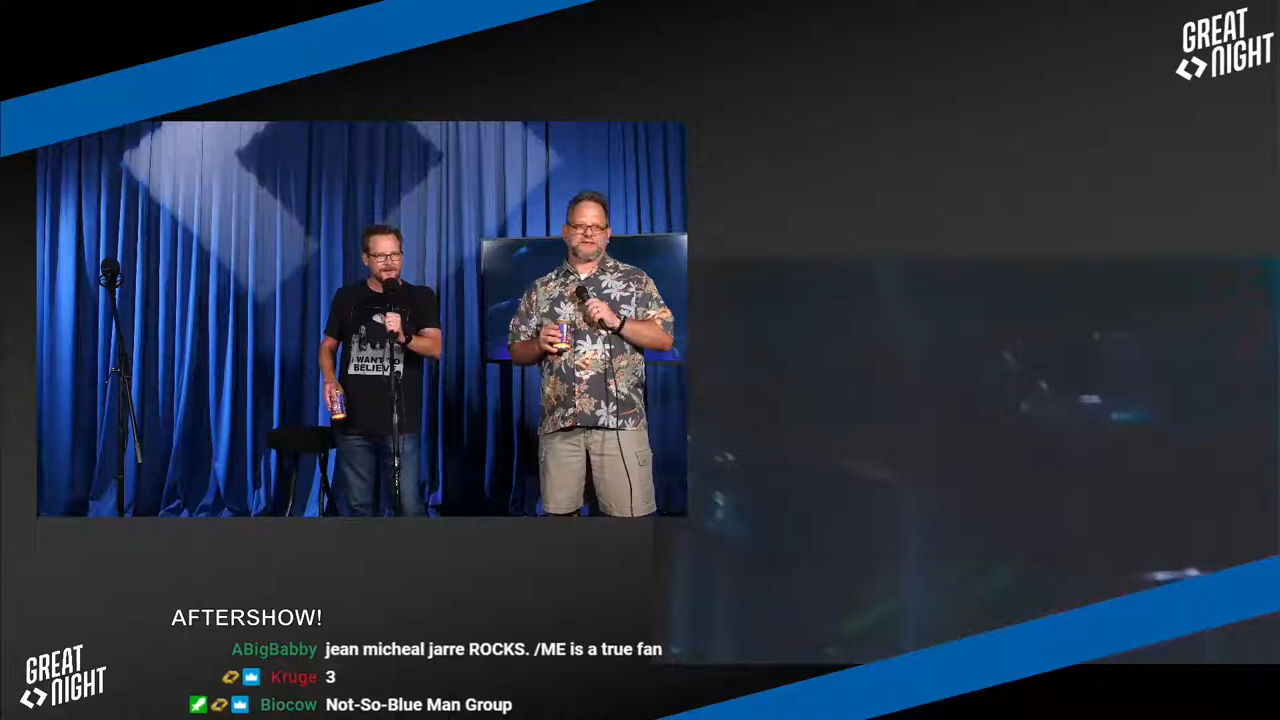 GREAT
NIGHT
I WANT TO
BELIEVE
AFTERSHOW!
ABigBabby jean micheal jarre ROCKS. /ME is a true fan
Kruge 3
Biocow Not-So-Blue Man Group
GREAT
NIGHT